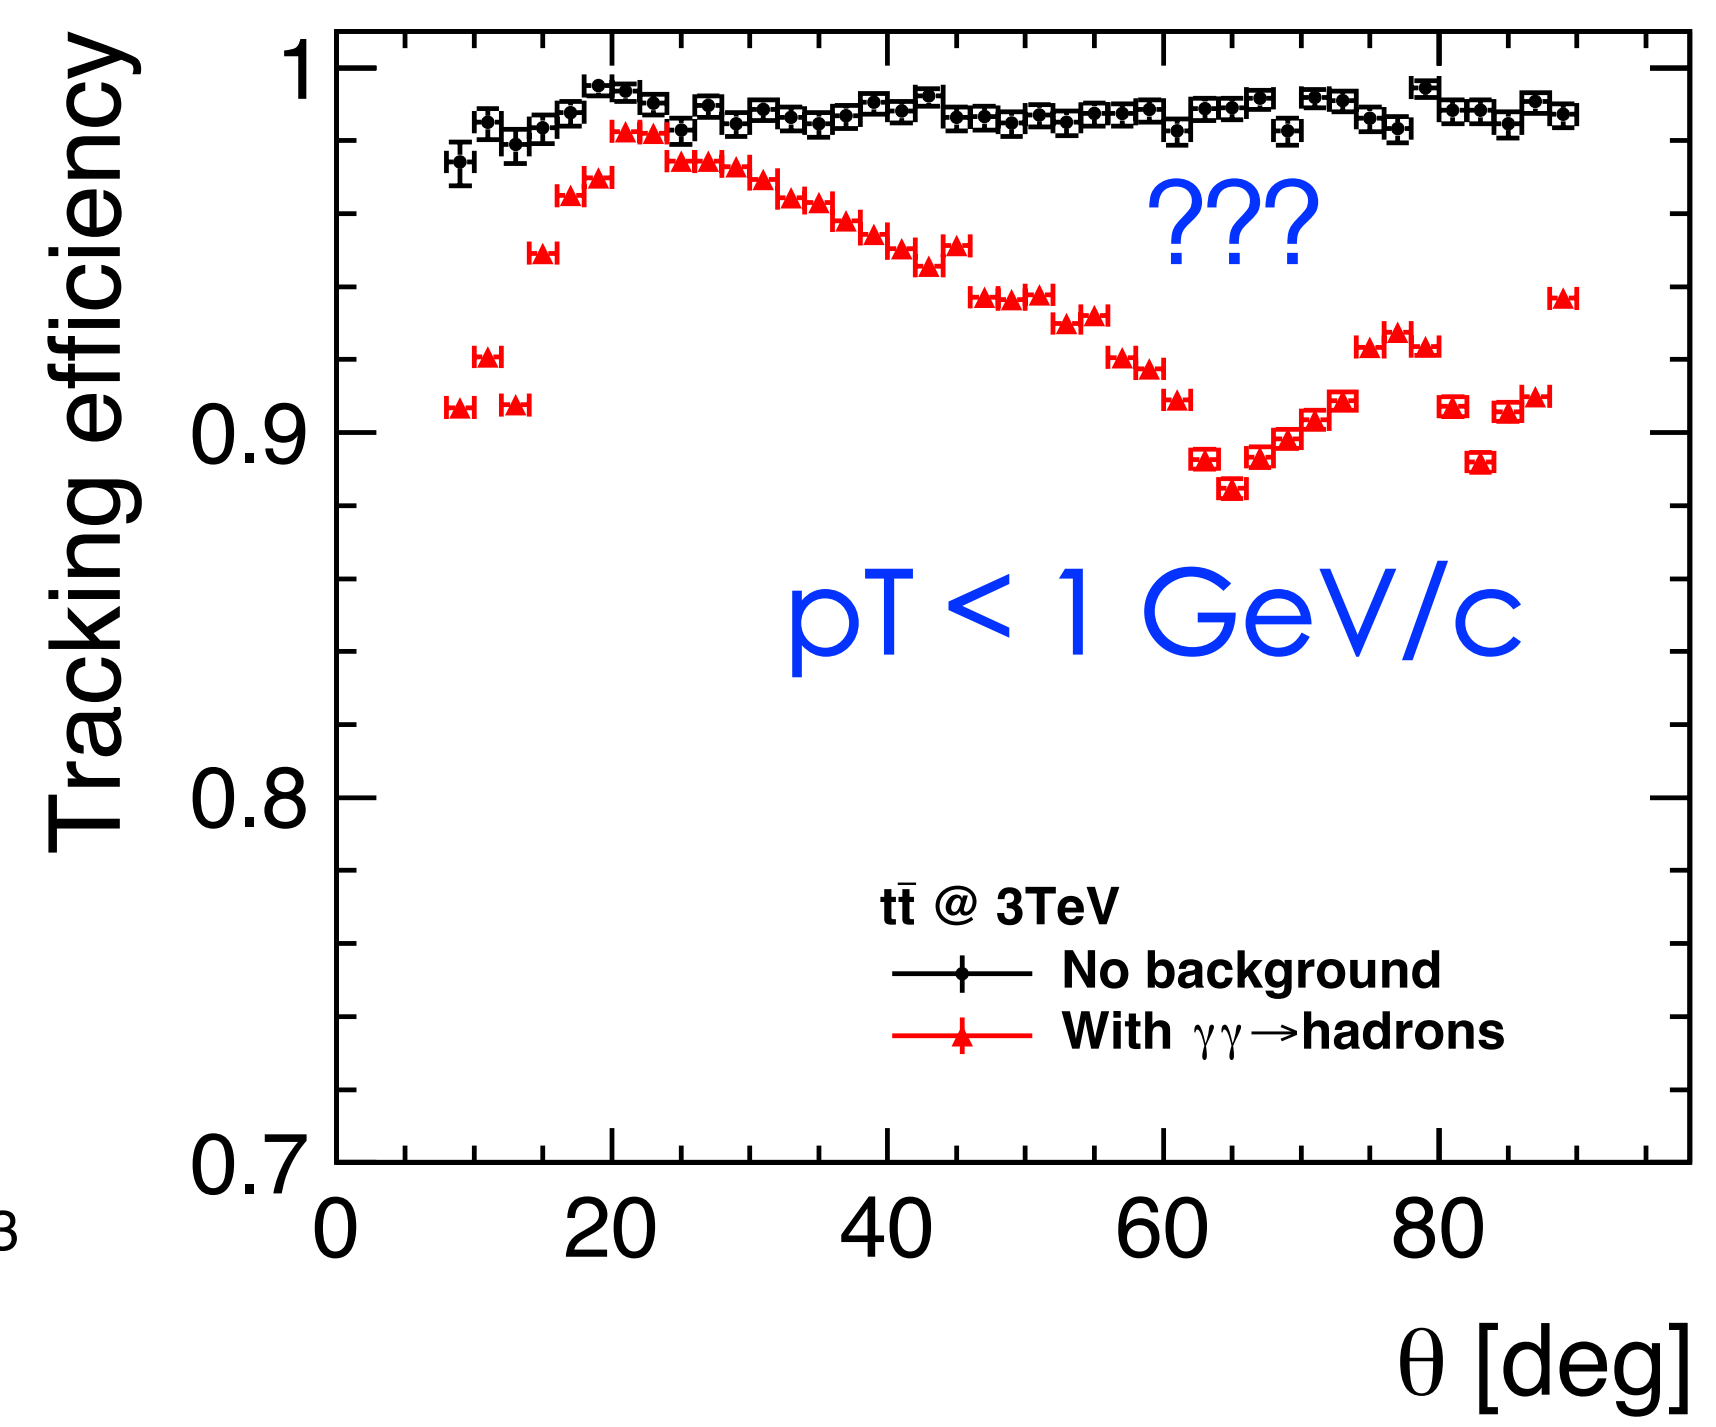 Tracking efficiency
1
0.9
0.8
0.7
???
pT < 1 GeV/c
tt̄ @ 3TeV
No background
With γγ→hadrons
3
0 20 40 60 80
θ [deg]